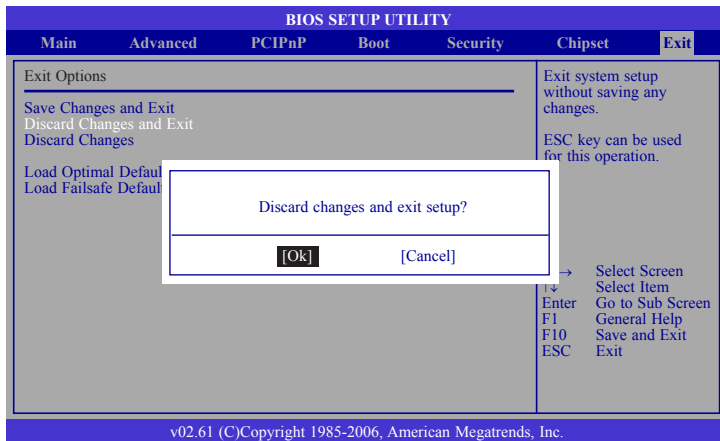 BIOS SETUP UTILITY
Main Advanced PCIPnP Boot Security Chipset Exit
Exit Options
Save Changes and Exit
Discard Changes and Exit
Discard Changes
Load Optimal Defaul
Load Failsafe Defaul
Discard changes and exit setup?
[Ok] [Cancel]
Exit system setup
without saving any
changes.
ESC key can be used
for this operation.
→ Select Screen
↑↓ Select Item
Enter Go to Sub Screen
F1 General Help
F10 Save and Exit
ESC Exit
v02.61 (C)Copyright 1985-2006, American Megatrends, Inc.